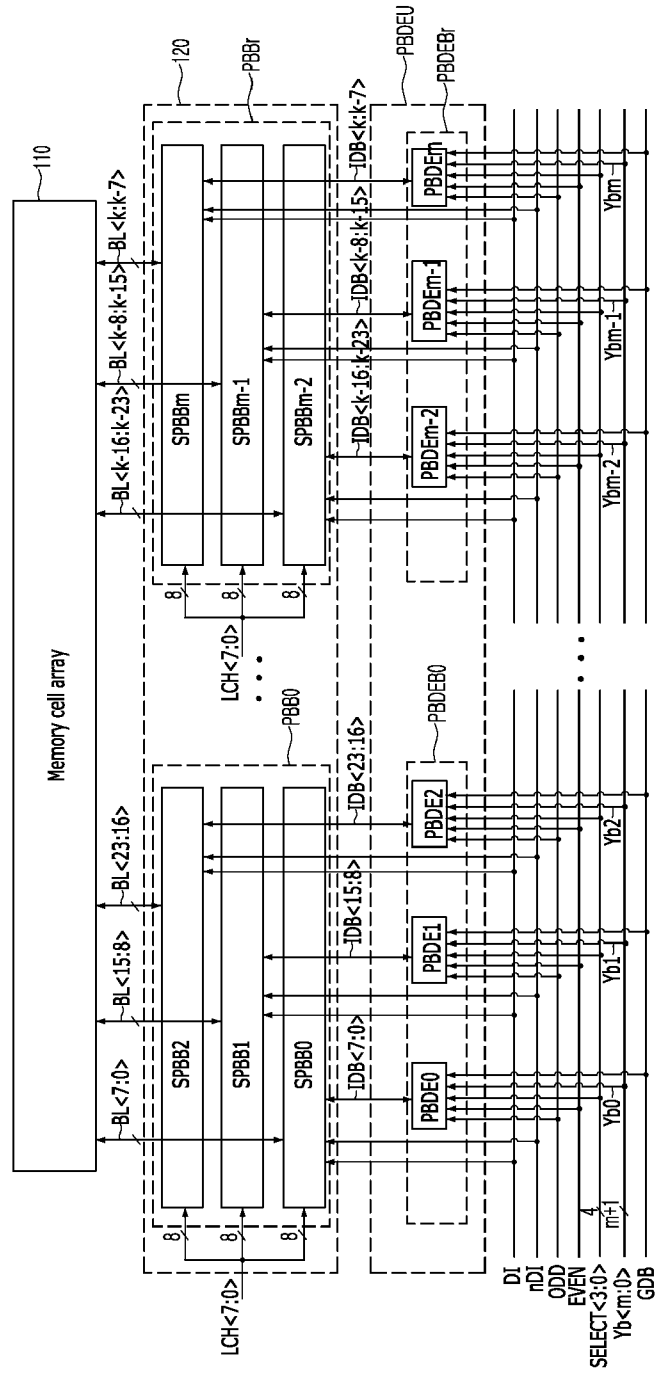 110
Memory cell array
BL<7:0>
BL<15:8>
BL<23:16>
BL<k-16:k-23>
BL<k-8:k-15>
BL<k:k-7>
120
PBBr
PBB0
LCH<7:0>
8
8
8
SPBB2
SPBB1
SPBB0
• • •
LCH<7:0>
8
8
8
SPBBm
SPBBm-1
SPBBm-2
IDB<7:0>
IDB<15:8>
IDB<23:16>
IDB<k-16:k-23>
IDB<k-8:k-15>
IDB<k:k-7>
PBDEU
PBDEBr
PBDEB0
PBDE0
PBDE1
PBDE2
PBDEm-2
PBDEm-1
PBDEm
DI
nDI
ODD
EVEN
SELECT<3:0>
Yb<m:0>
GDB
4
m+1
Yb0
Yb1
Yb2
• • •
Ybm-2
Ybm-1
Ybm